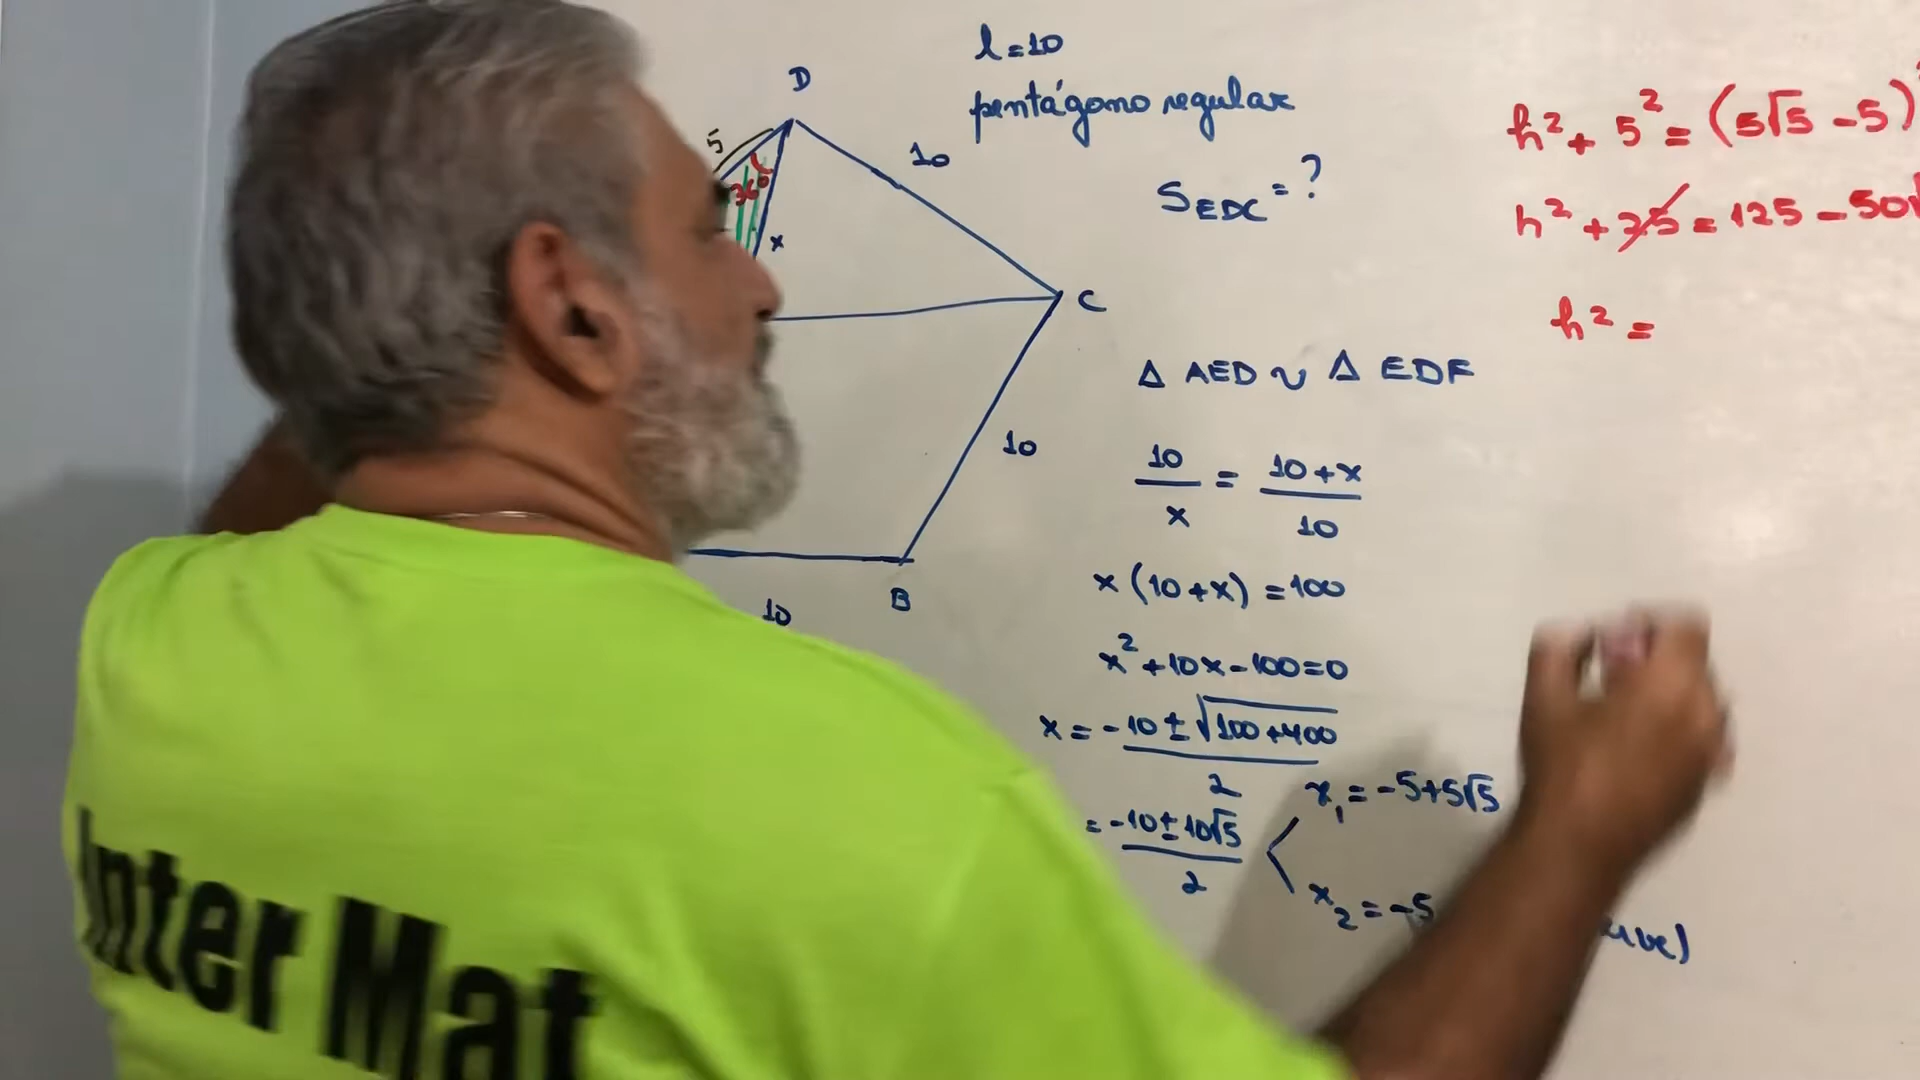 l=10
pentágono regular
S EDC = ?
D
5
36°
x
10
C
10
B
10
Δ AED ~ Δ EDF
10/x = (10+x)/10
x(10+x)=100
x²+10x-100=0
x = (-10±√(100+400))/2
= (-10±10√5)/2
x₁=-5+5√5
x₂=-5
h²+5²=(5√5-5)
h²+25=125-50
h²=
Inter Mat